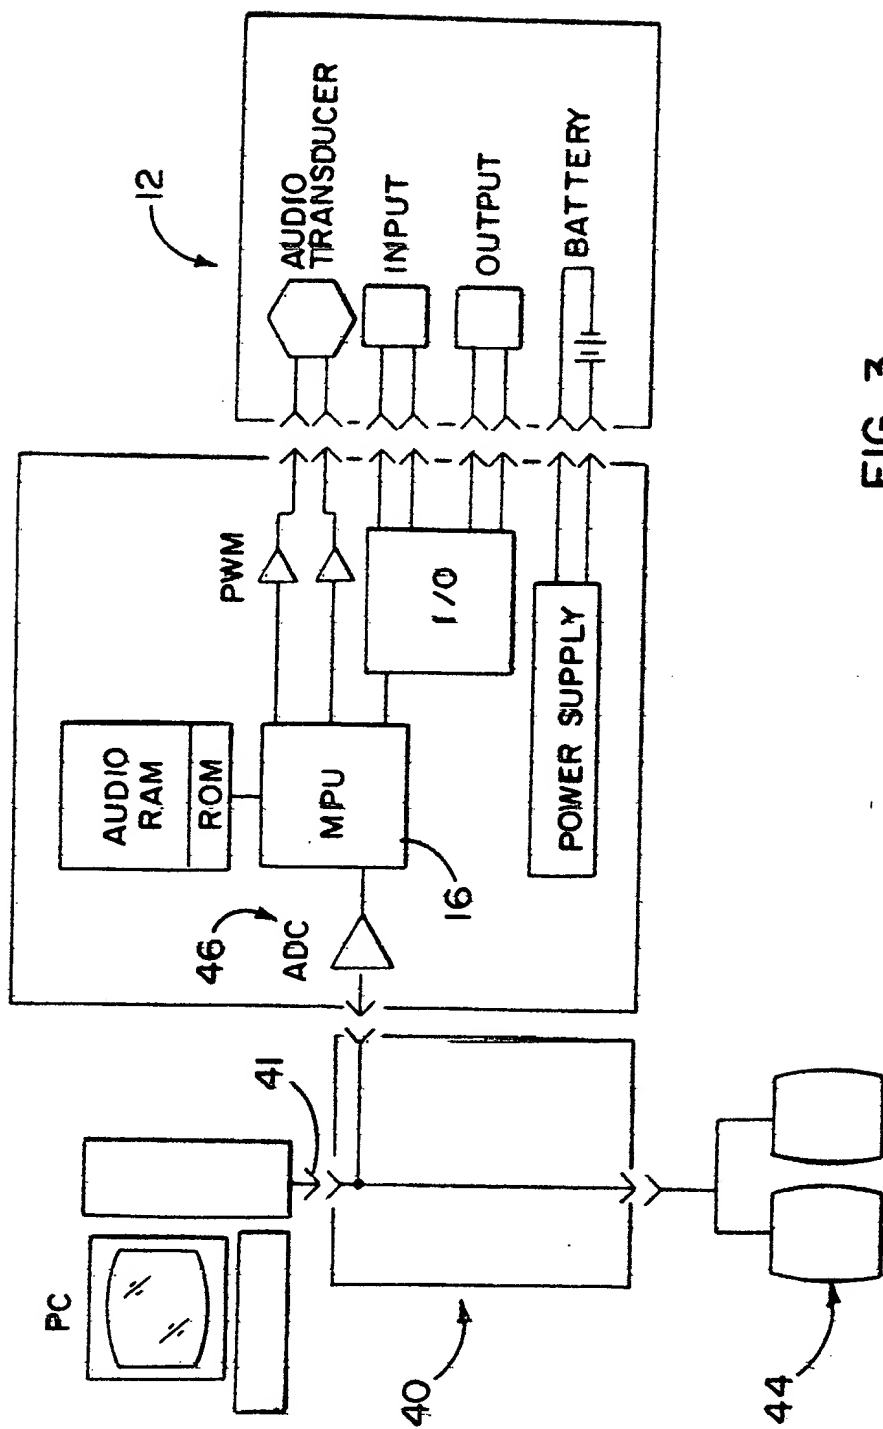 PC
41
40
44
46
ADC
AUDIO
RAM
ROM
MPU
16
PWM
I/O
POWER SUPPLY
12
AUDIO
TRANSDUCER
INPUT
OUTPUT
BATTERY
FIG. 3